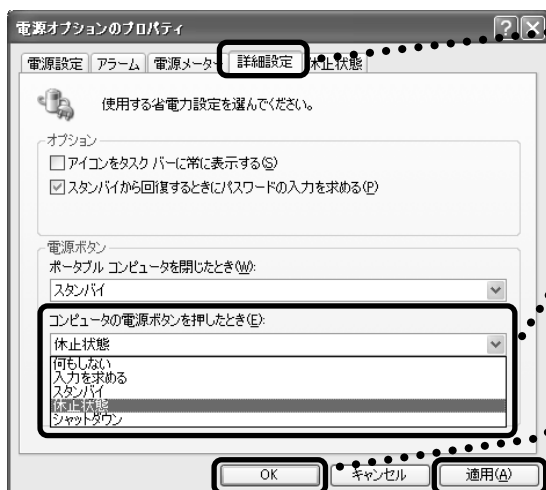 電源オプションのプロパティ
電源設定 アラーム 電源メーター 詳細設定 休止状態
使用する省電力設定を選んでください。
オプション
アイコンをタスク バーに常に表示する(S)
スタンバイから回復するときにパスワードの入力を求める(P)
電源ボタン
ポータブル コンピュータを閉じたとき(W):
スタンバイ
コンピュータの電源ボタンを押したとき(E):
休止状態
何もしない
入力を求める
スタンバイ
休止状態
シャットダウン
OK キャンセル 適用(A)